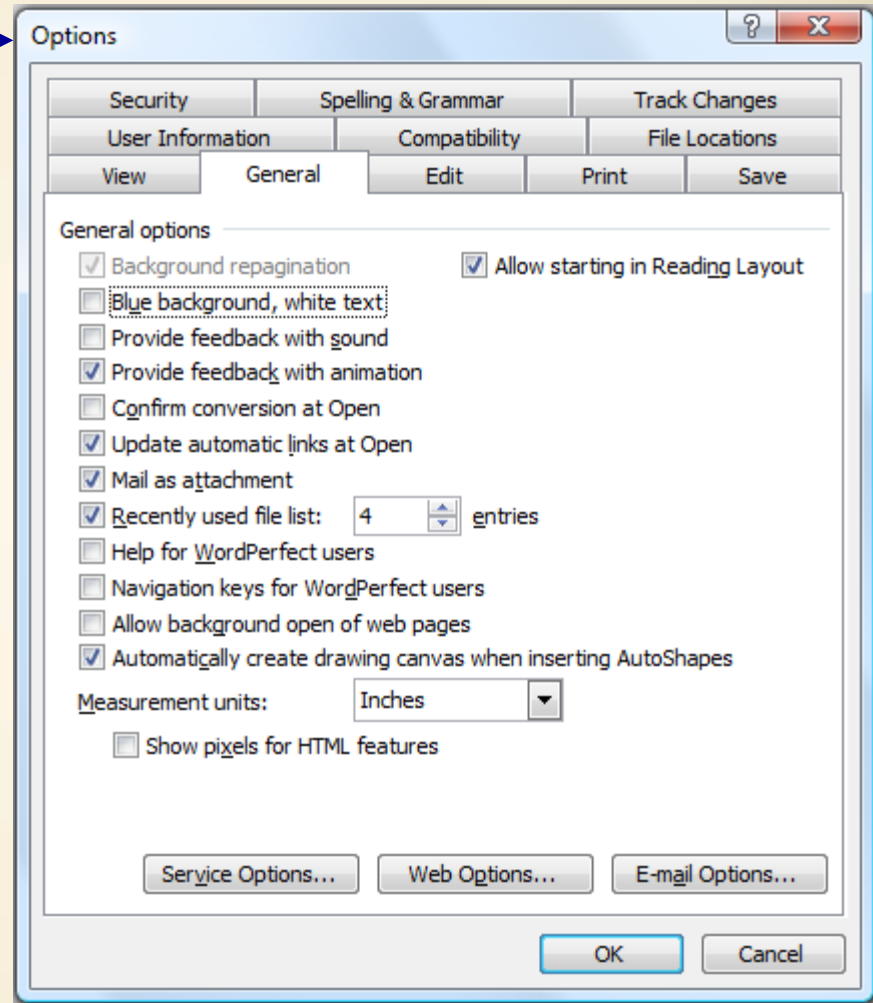 Options
Security Spelling & Grammar Track Changes
User Information Compatibility File Locations
View General Edit Print Save
General options
Background repagination Allow starting in Reading Layout
Blue background, white text
Provide feedback with sound
Provide feedback with animation
Confirm conversion at Open
Update automatic links at Open
Mail as attachment
Recently used file list: 4 entries
Help for WordPerfect users
Navigation keys for WordPerfect users
Allow background open of web pages
Automatically create drawing canvas when inserting AutoShapes
Measurement units: Inches
Show pixels for HTML features
Service Options... Web Options... E-mail Options...
OK Cancel